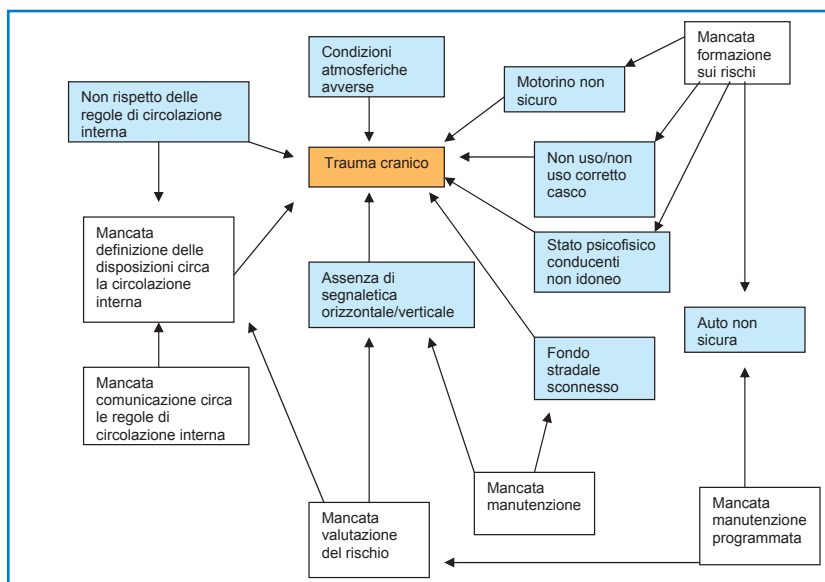 Condizioni
atmosferiche
avverse
Mancata
formazione
sui rischi
Motorino non
sicuro
Non rispetto delle
regole di circolazione
interna
Trauma cranico
Non uso/non
uso corretto
casco
Mancata
definizione delle
disposizioni circa
la circolazione
interna
Stato psicofisico
conducenti
non idoneo
Assenza di
segnaletica
orizzontale/verticale
Auto non
sicura
Fondo
stradale
sconnesso
Mancata
comunicazione circa
le regole di
circolazione interna
Mancata
manutenzione
Mancata
valutazione
del rischio
Mancata
manutenzione
programmata